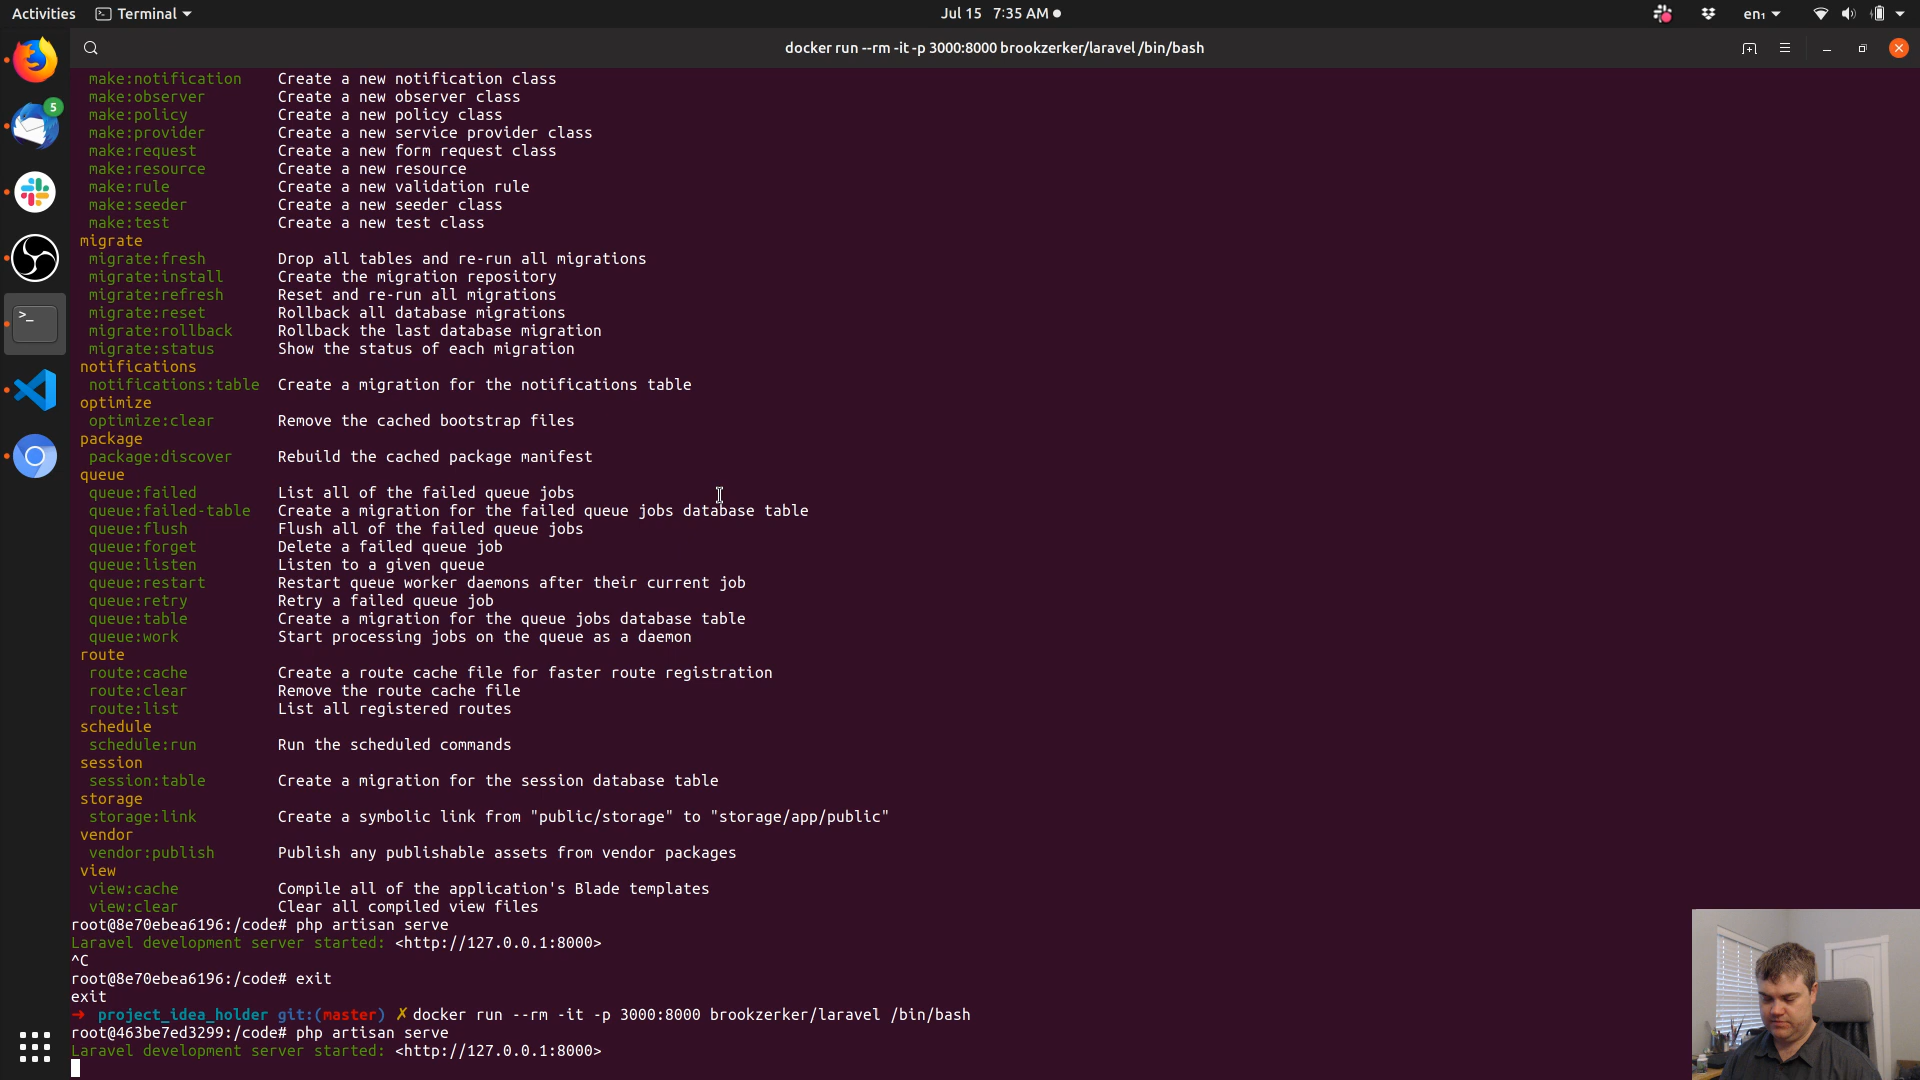 Activities Terminal Jul 15 7:35 AM en₁
docker run --rm -it -p 3000:8000 brookzerker/laravel /bin/bash
5
make:notification Create a new notification class
make:observer Create a new observer class
make:policy Create a new policy class
make:provider Create a new service provider class
make:request Create a new form request class
make:resource Create a new resource
make:rule Create a new validation rule
make:seeder Create a new seeder class
make:test Create a new test class
migrate
migrate:fresh Drop all tables and re-run all migrations
migrate:install Create the migration repository
migrate:refresh Reset and re-run all migrations
migrate:reset Rollback all database migrations
migrate:rollback Rollback the last database migration
migrate:status Show the status of each migration
notifications
notifications:table Create a migration for the notifications table
optimize
optimize:clear Remove the cached bootstrap files
package
package:discover Rebuild the cached package manifest
queue
queue:failed List all of the failed queue jobs
queue:failed-table Create a migration for the failed queue jobs database table
queue:flush Flush all of the failed queue jobs
queue:forget Delete a failed queue job
queue:listen Listen to a given queue
queue:restart Restart queue worker daemons after their current job
queue:retry Retry a failed queue job
queue:table Create a migration for the queue jobs database table
queue:work Start processing jobs on the queue as a daemon
route
route:cache Create a route cache file for faster route registration
route:clear Remove the route cache file
route:list List all registered routes
schedule
schedule:run Run the scheduled commands
session
session:table Create a migration for the session database table
storage
storage:link Create a symbolic link from "public/storage" to "storage/app/public"
vendor
vendor:publish Publish any publishable assets from vendor packages
view
view:cache Compile all of the application's Blade templates
view:clear Clear all compiled view files
root@8e70ebea6196:/code# php artisan serve
Laravel development server started: <http://127.0.0.1:8000>
^C
root@8e70ebea6196:/code# exit
exit
➜ project_idea_holder git:(master) ✗ docker run --rm -it -p 3000:8000 brookzerker/laravel /bin/bash
root@463be7ed3299:/code# php artisan serve
Laravel development server started: <http://127.0.0.1:8000>